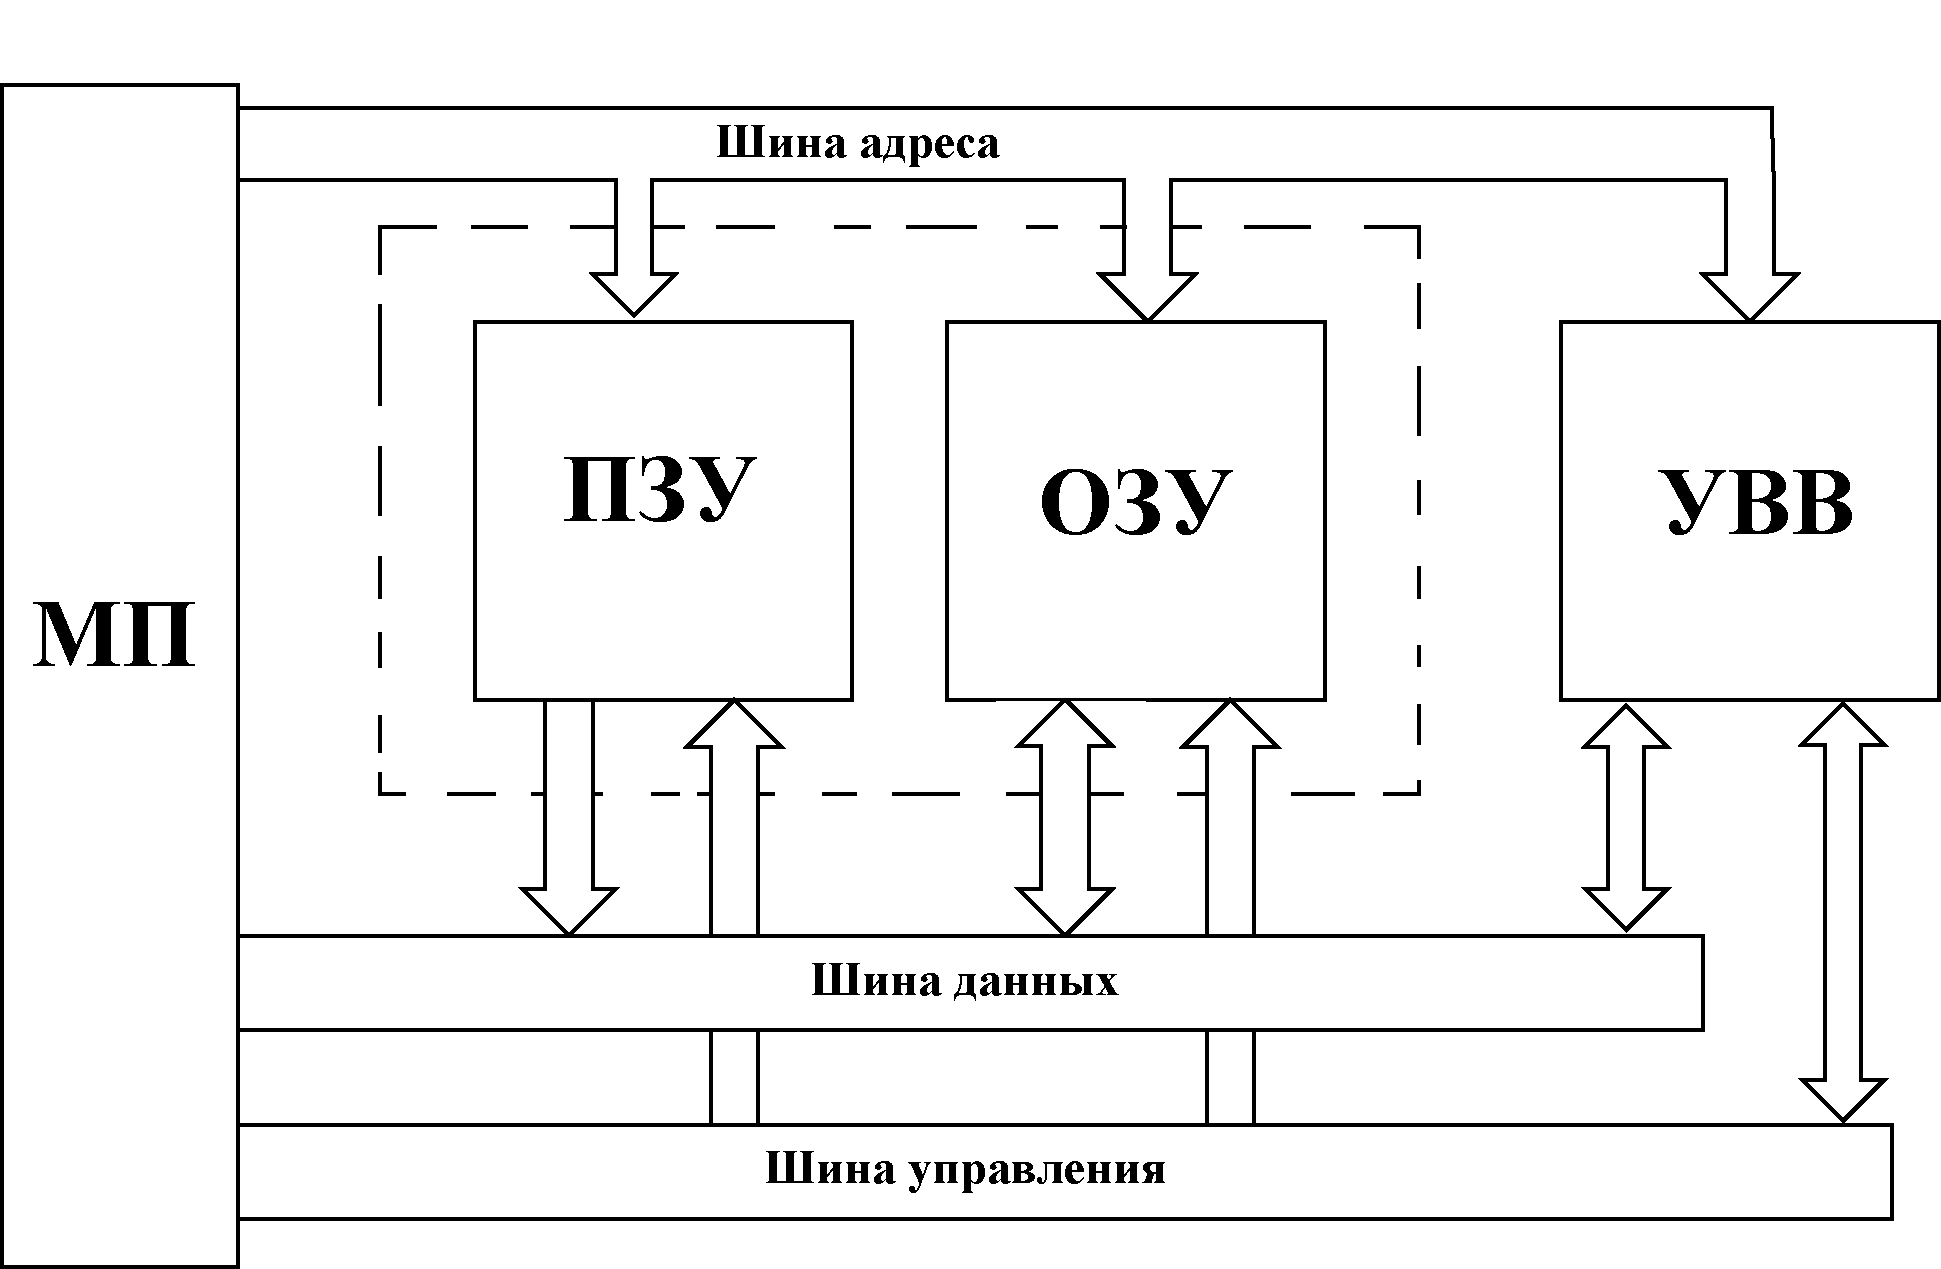 Шина адреса
ПЗУ
ОЗУ
УВВ
МП
Шина данных
Шина управления